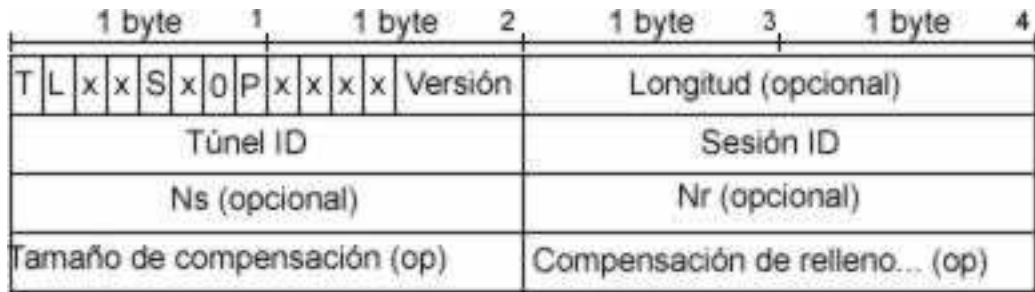 1 byte 1 1 byte 2 1 byte 3 1 byte 4
T L x x S x 0 P x x x x Versión Longitud (opcional)
Túnel ID Sesión ID
Ns (opcional) Nr (opcional)
Tamaño de compensación (op) Compensación de relleno... (op)